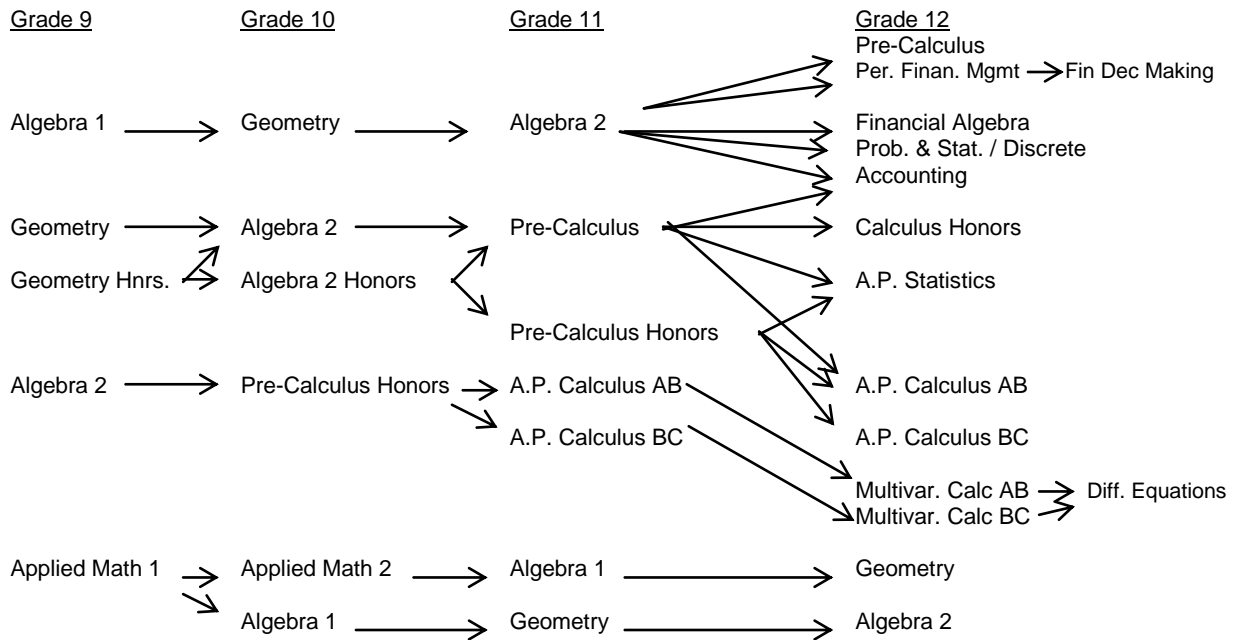 Grade 9 Grade 10 Grade 11 Grade 12
Pre-Calculus
Per. Finan. Mgmt Fin Dec Making
Algebra 1 Geometry Algebra 2 Financial Algebra
Prob. & Stat. / Discrete
Accounting
Geometry Algebra 2 Pre-Calculus Calculus Honors
Geometry Hnrs. Algebra 2 Honors A.P. Statistics
Pre-Calculus Honors
Algebra 2 Pre-Calculus Honors A.P. Calculus AB A.P. Calculus AB
A.P. Calculus BC A.P. Calculus BC
Multivar. Calc AB Diff. Equations
Multivar. Calc BC
Applied Math 1 Applied Math 2 Algebra 1 Geometry
Algebra 1 Geometry Algebra 2